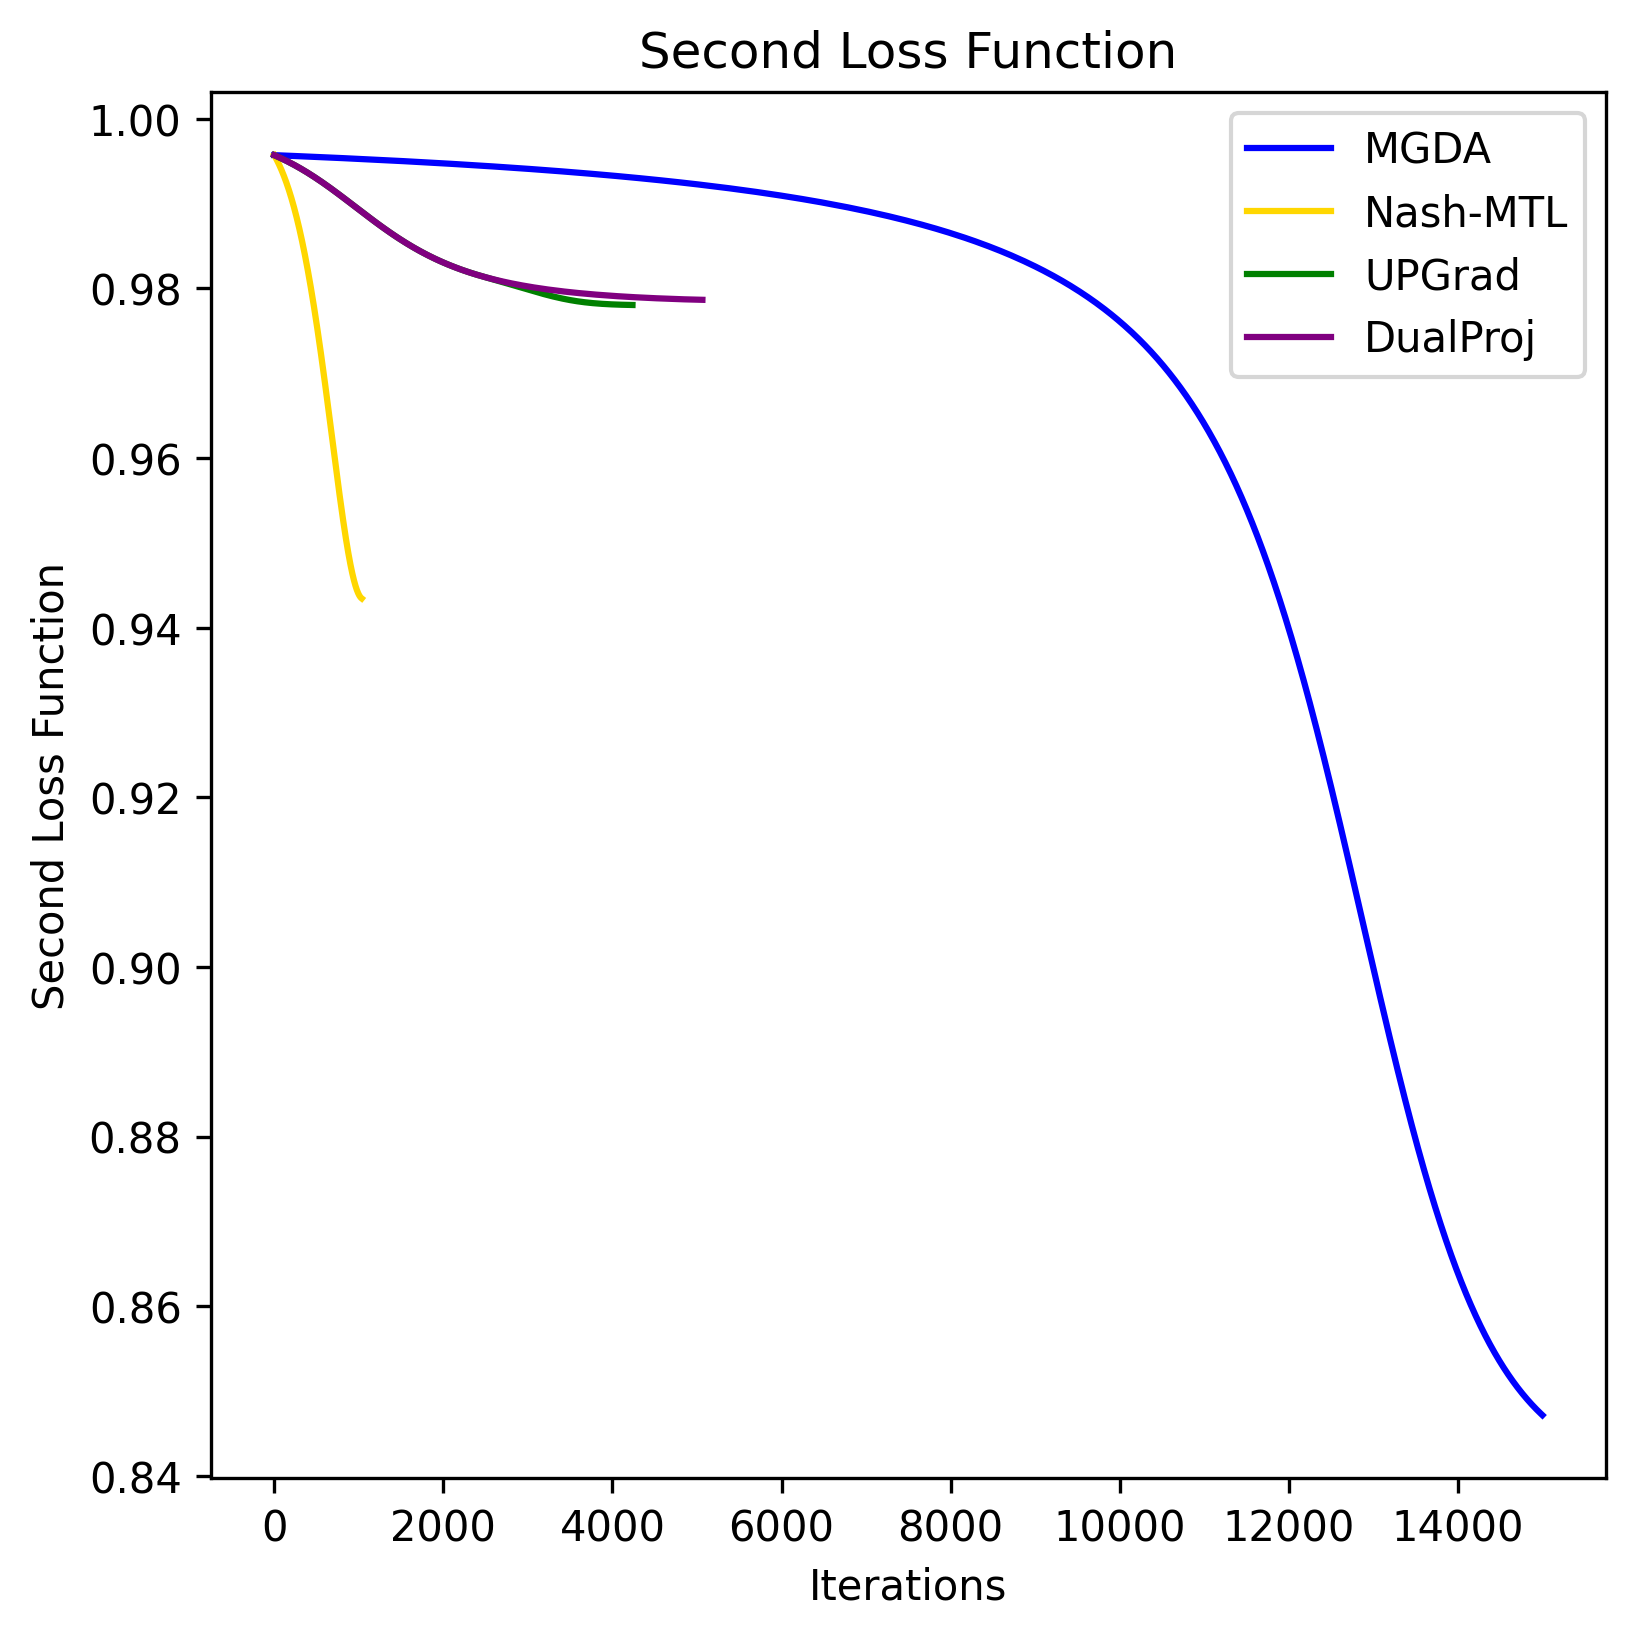 Second Loss Function
1.00
0.98
0.96
0.94
0.92
0.90
0.88
0.86
0.84
Second Loss Function
MGDA
Nash-MTL
UPGrad
DualProj
0 2000 4000 6000 8000 10000 12000 14000
Iterations